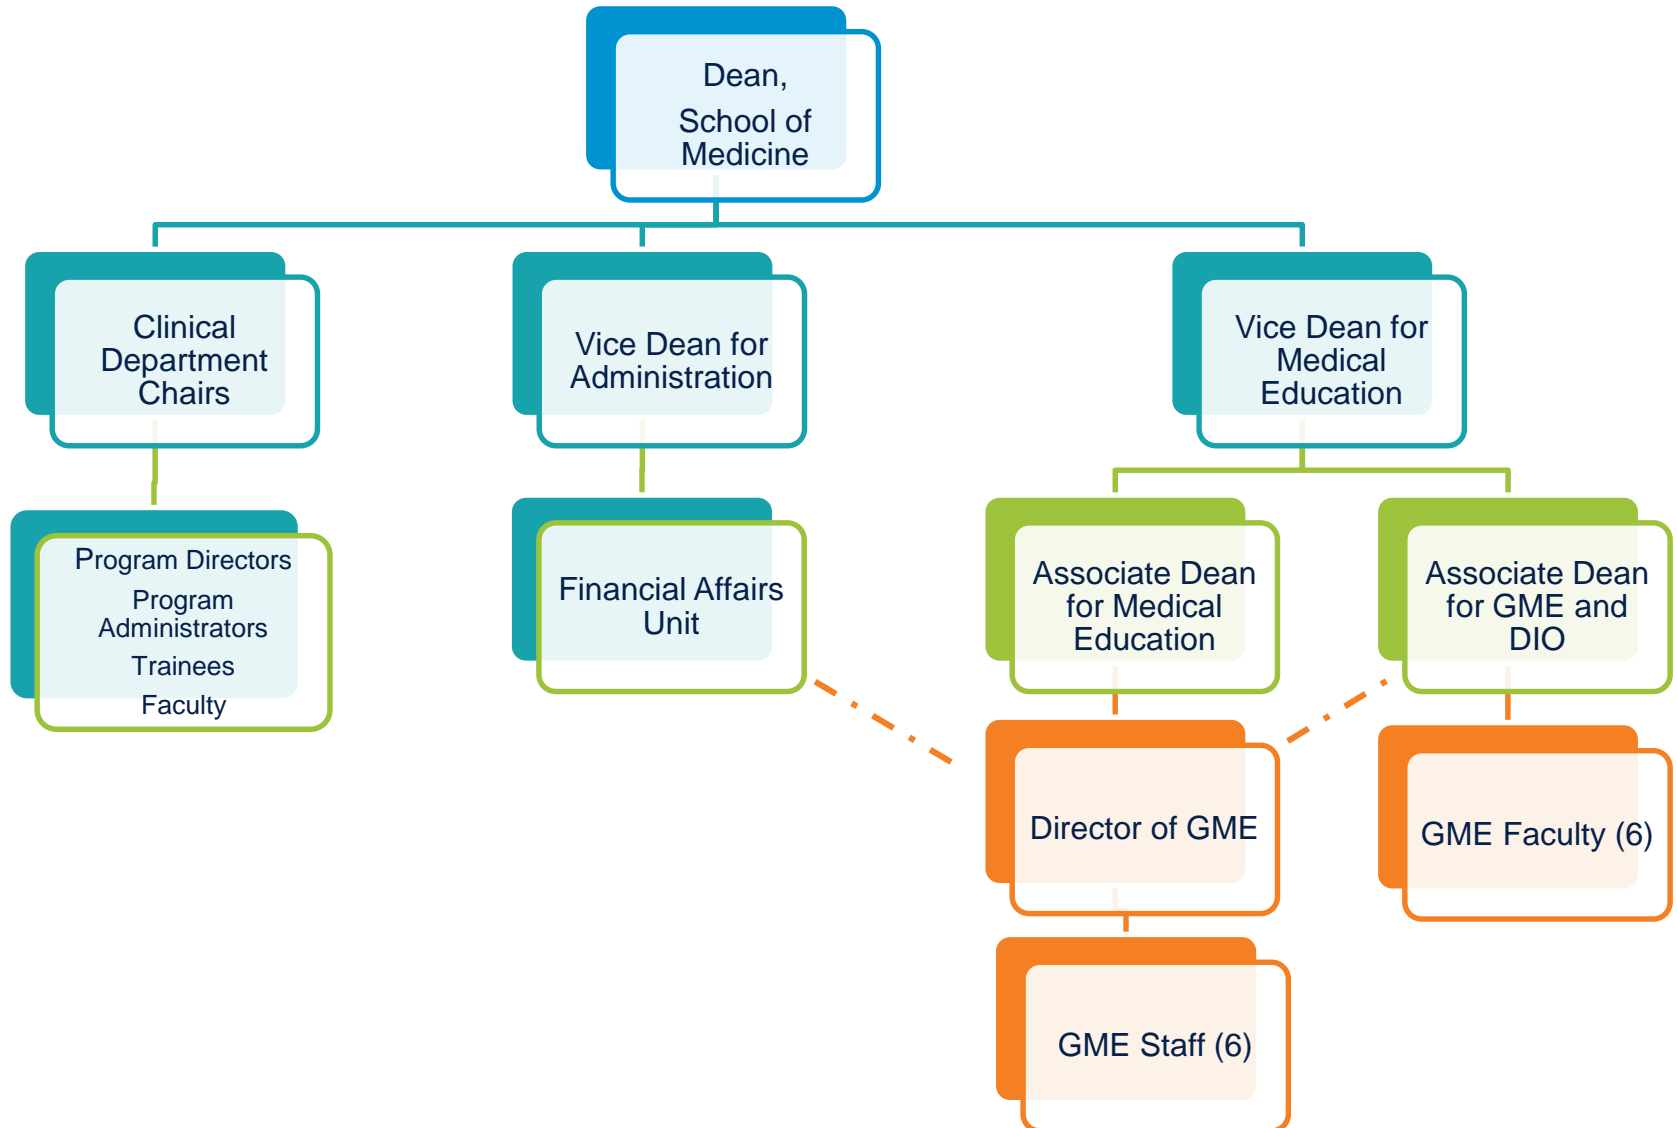 Dean,
School of
Medicine
Clinical
Department
Chairs
Vice Dean for
Administration
Vice Dean for
Medical
Education
Program Directors
Program
Administrators
Trainees
Faculty
Financial Affairs
Unit
Associate Dean
for Medical
Education
Associate Dean
for GME and
DIO
Director of GME
GME Faculty (6)
GME Staff (6)